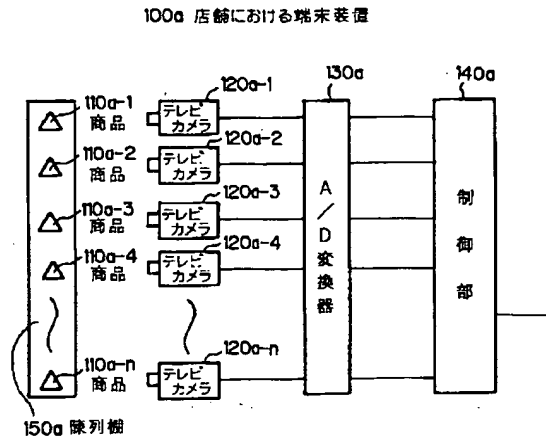 100a 店舗における端末装置
110a-1
商品
110a-2
商品
110a-3
商品
110a-4
商品
110a-n
商品
150a 陳列棚
120a-1
テレビ
カメラ
120a-2
テレビ
カメラ
120a-3
テレビ
カメラ
120a-4
テレビ
カメラ
120a-n
テレビ
カメラ
130a
A/D変換器
140a
制御部